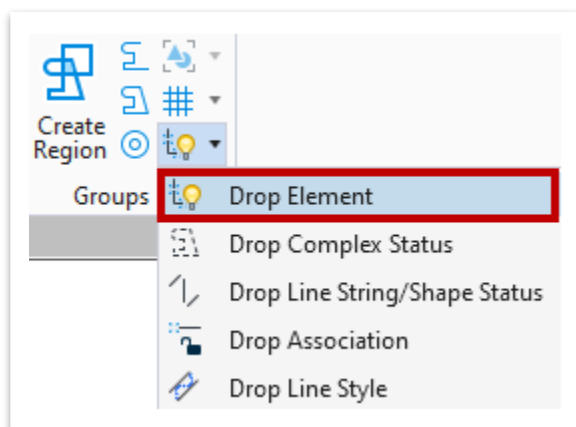 Create
Region
Groups
Drop Element
Drop Complex Status
Drop Line String/Shape Status
Drop Association
Drop Line Style